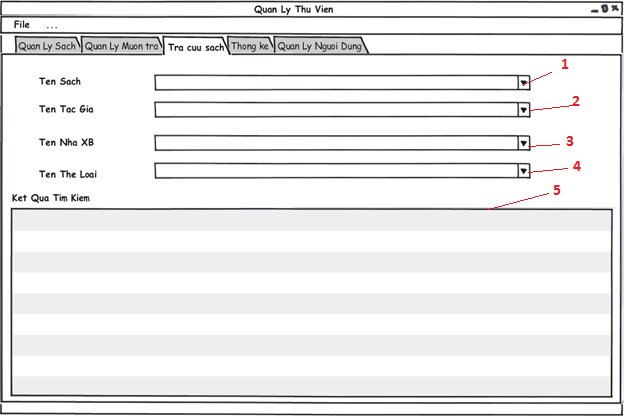 Quan Ly Thu Vien
File ...
Quan Ly Sach Quan Ly Muon tra Tra cuu sach Thong ke Quan Ly Nguoi Dung
1
Ten Sach
2
Ten Tac Gia
3
Ten Nha XB
4
Ten The Loai
5
Ket Qua Tim Kiem